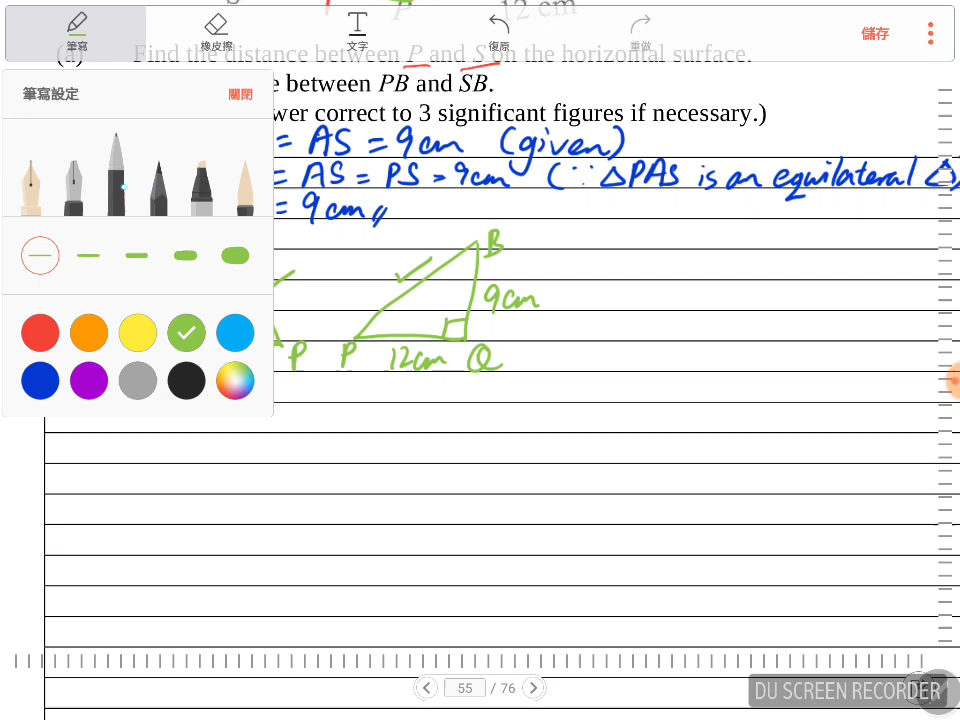 P
12 cm
筆寫
橡皮擦
文字
復原
重做
儲存
(a) Find the distance between P and S on the horizontal surface.
筆寫設定
關閉
e between PB and SB.
wer correct to 3 significant figures if necessary.)
= AS = 9cm (given)
= AS = PS = 9cm (∵ △PAS is an equilateral △
= 9cm //
B
9cm
P P 12cm Q
55 / 76
DU SCREEN RECORDER